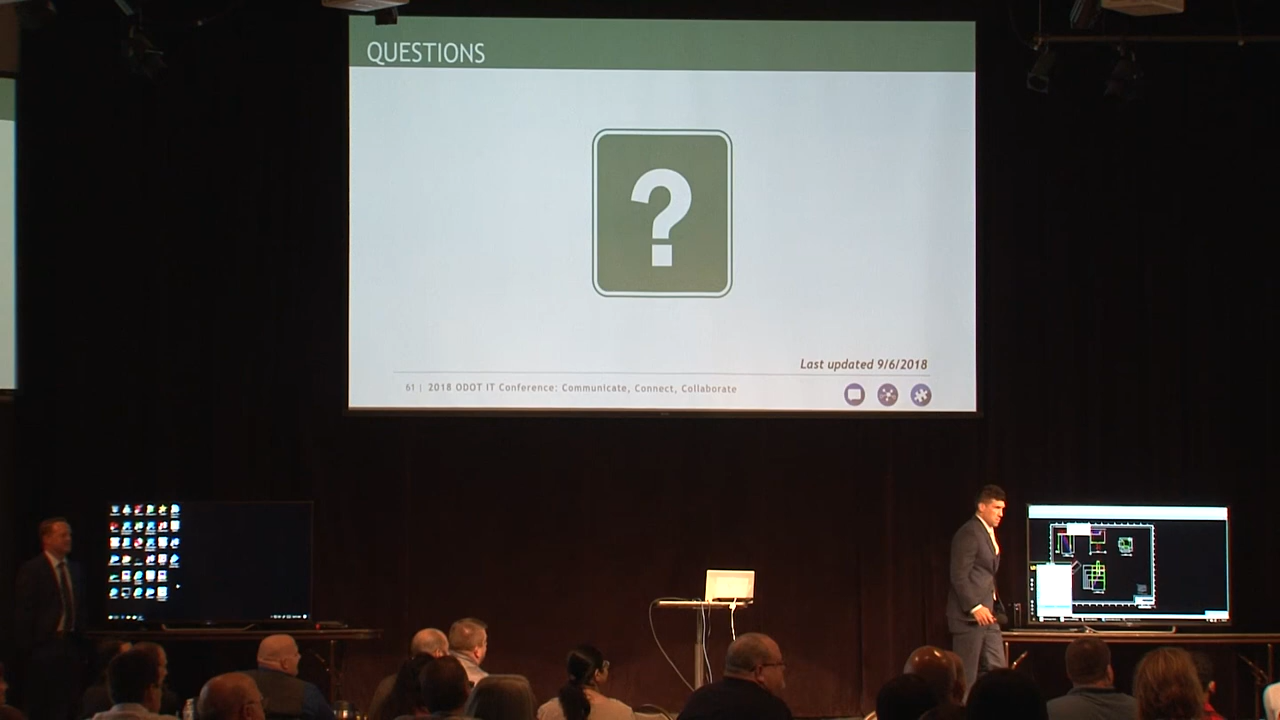 QUESTIONS
?
Last updated 9/6/2018
61 | 2018 ODOT IT Conference: Communicate, Connect, Collaborate